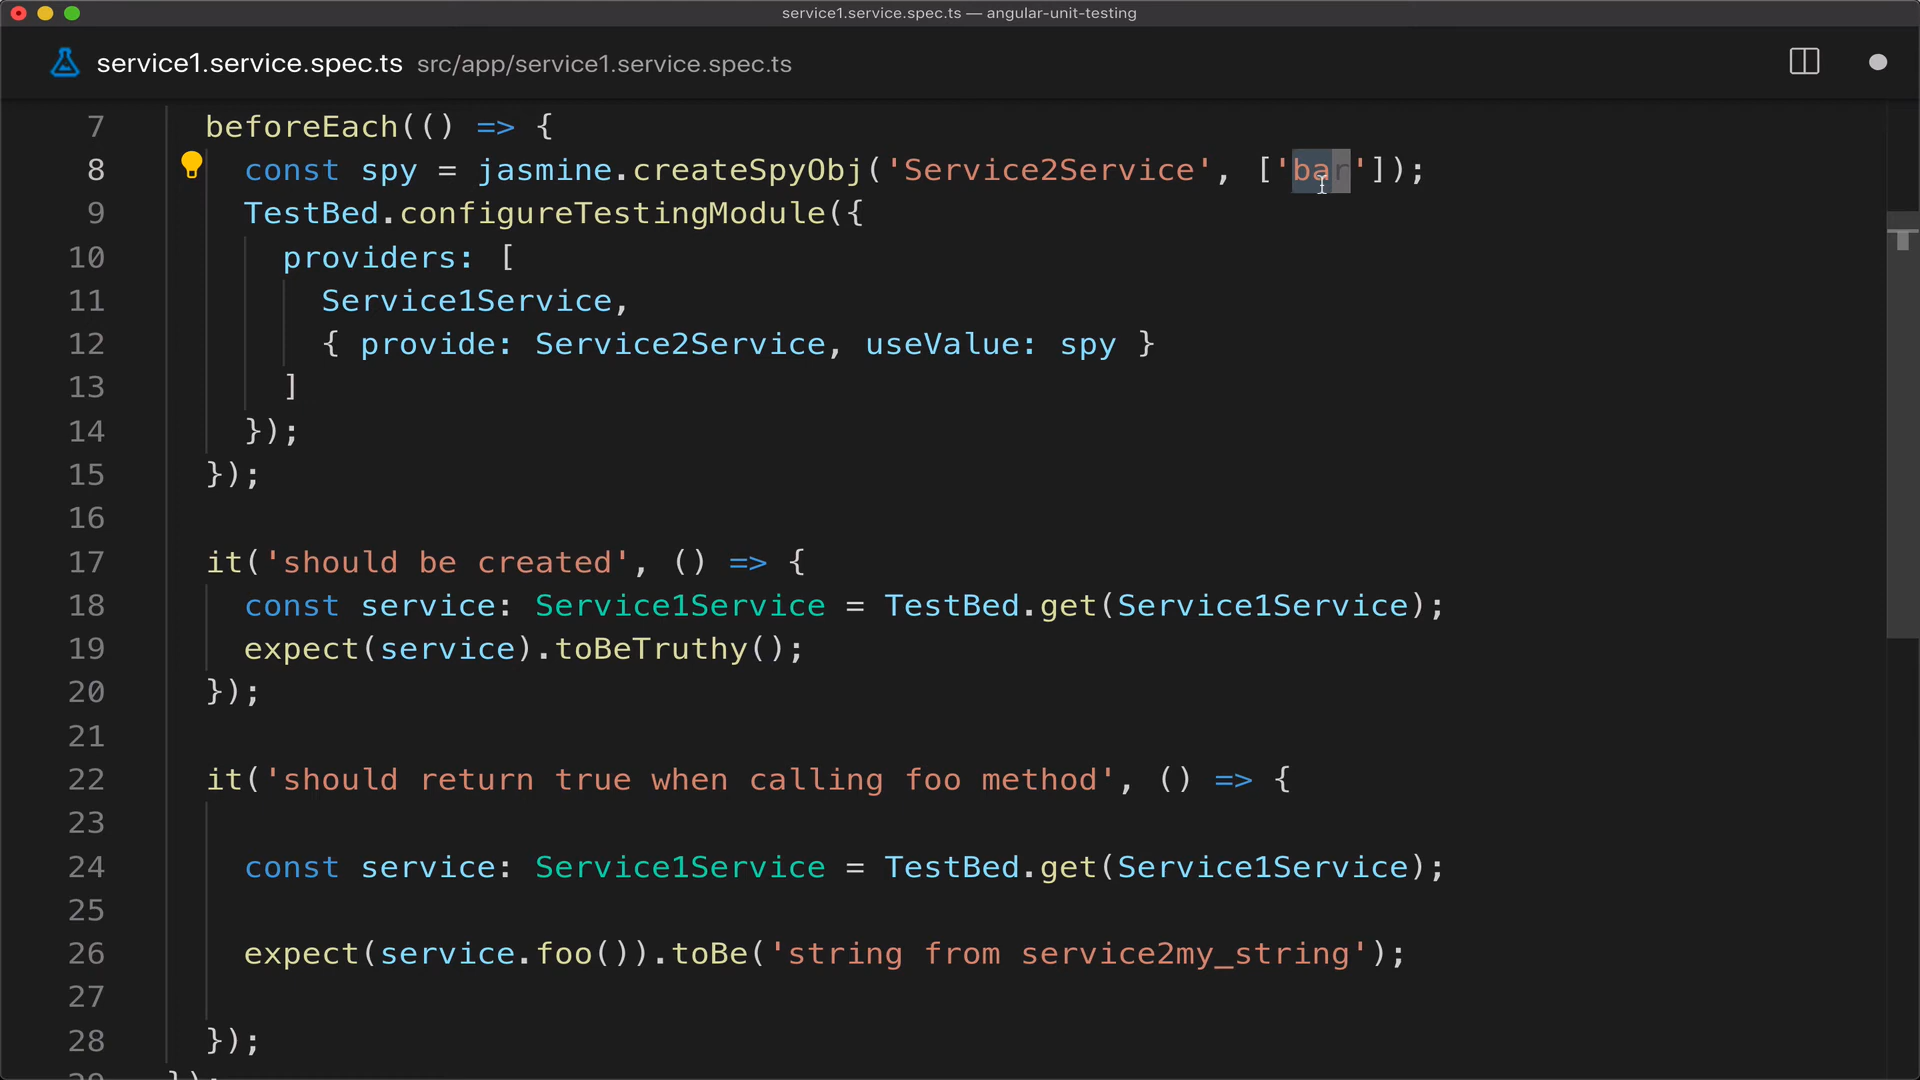 service1.service.spec.ts — angular-unit-testing
service1.service.spec.ts src/app/service1.service.spec.ts
7 beforeEach(() => {
8 const spy = jasmine.createSpyObj('Service2Service', ['bar']);
9 TestBed.configureTestingModule({
10 providers: [
11 Service1Service,
12 { provide: Service2Service, useValue: spy }
13 ]
14 });
15 });
16
17 it('should be created', () => {
18 const service: Service1Service = TestBed.get(Service1Service);
19 expect(service).toBeTruthy();
20 });
21
22 it('should return true when calling foo method', () => {
23
24 const service: Service1Service = TestBed.get(Service1Service);
25
26 expect(service.foo()).toBe('string from service2my_string');
27
28 });